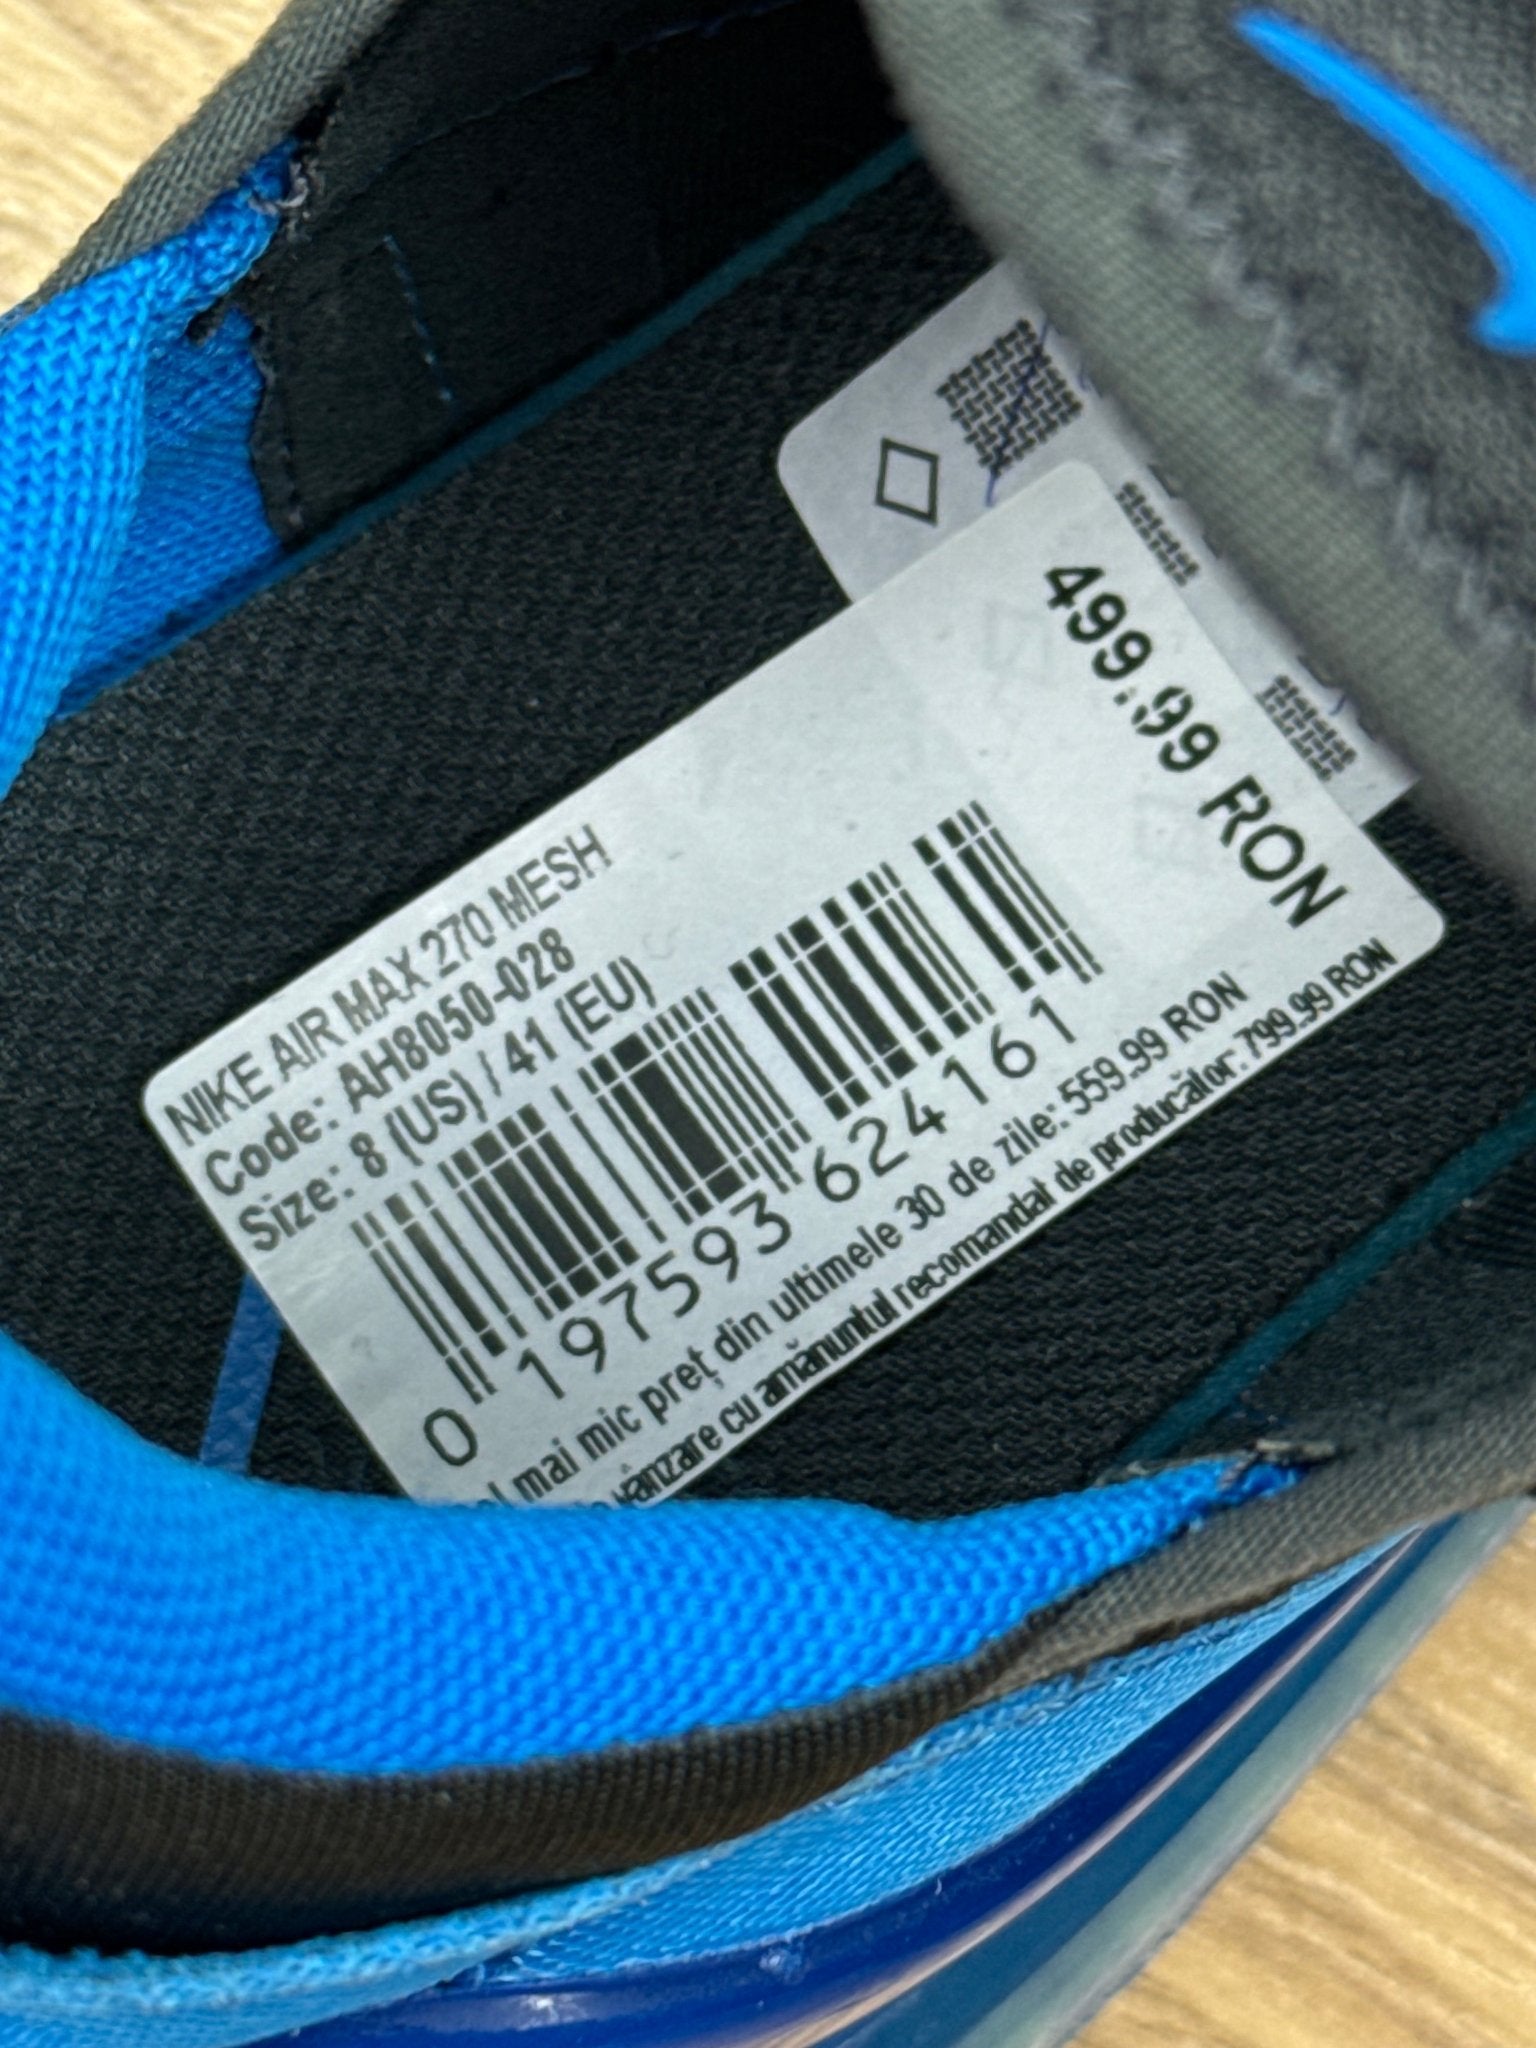 499.99 RON
NIKE AIR MAX 270 MESH
Code: AH8050-028
Size: 8 (US) / 41 (EU)
0 197593 624161
mai mic preț din ultimele 30 de zile: 559.99 RON
vânzare cu amănuntul recomandat de producător: 799.99 RON